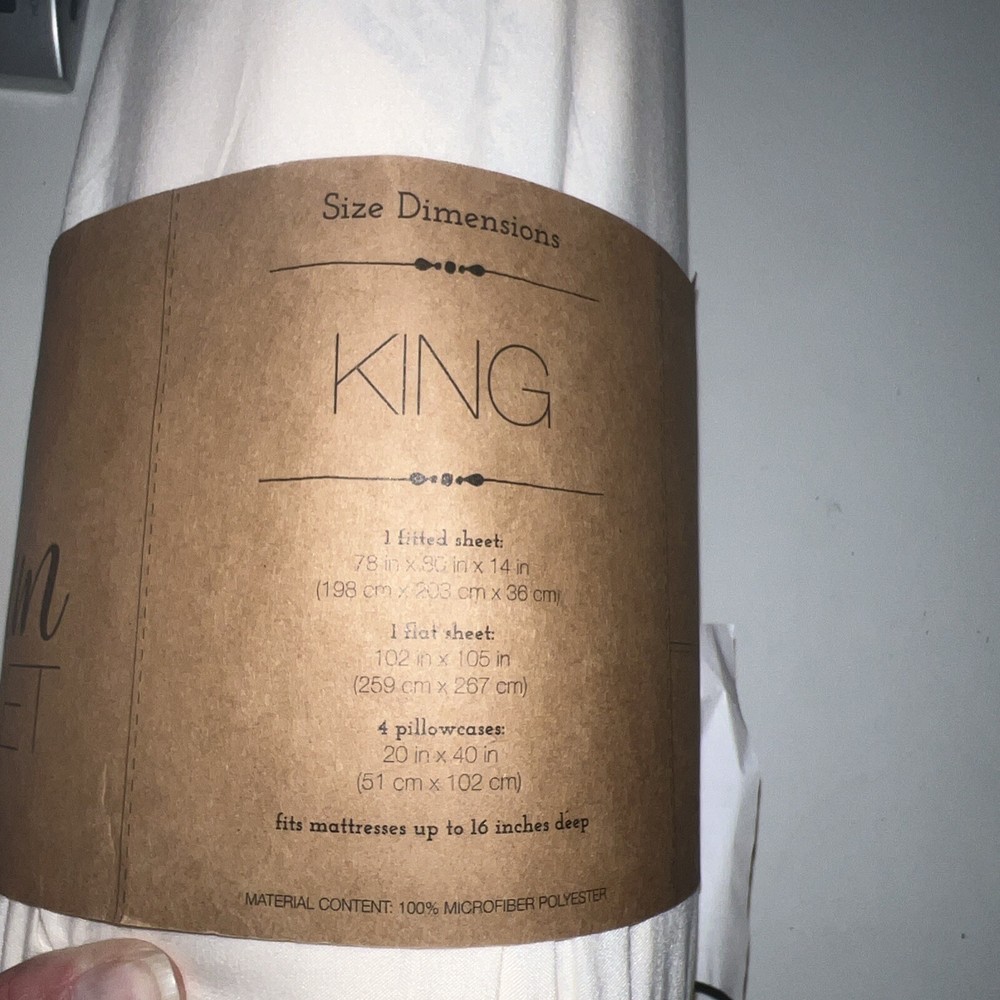 Size Dimensions
KING
1 fitted sheet:
78 in x 80 in x 14 in
(198 cm x 203 cm x 36 cm)
1 flat sheet:
102 in x 105 in
(259 cm x 267 cm)
4 pillowcases:
20 in x 40 in
(51 cm x 102 cm)
fits mattresses up to 16 inches deep
MATERIAL CONTENT: 100% MICROFIBER POLYESTER